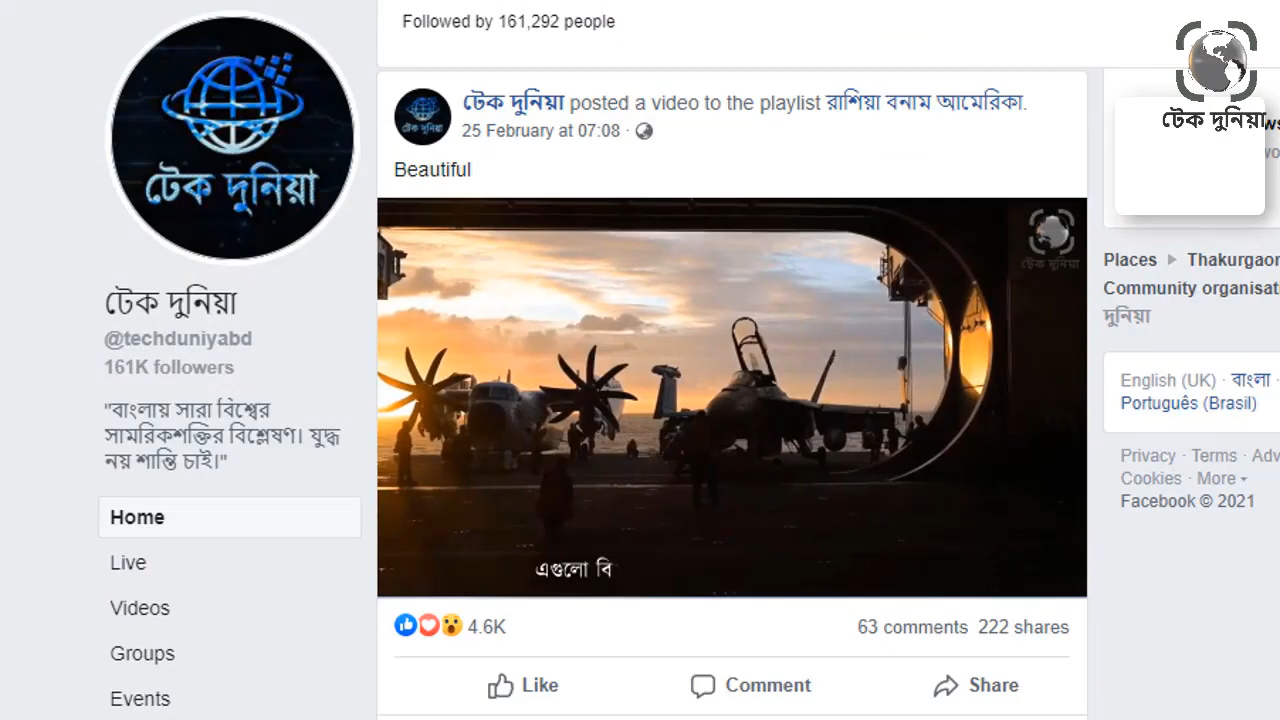 Followed by 161,292 people
টেক দুনিয়া
টেক দুনিয়া posted a video to the playlist রাশিয়া বনাম আমেরিকা.
25 February at 07:08
Beautiful
টেক দুনিয়া
টেক দুনিয়া
@techduniyabd
161K followers
"বাংলায় সারা বিশ্বের
সামরিকশক্তির বিশ্লেষণ। যুদ্ধ
নয় শান্তি চাই।"
Home
Live
Videos
Groups
Events
টেক দুনিয়া
টেক দুনিয়া
এগুলো বি
4.6K
63 comments 222 shares
Like Comment Share
টেক দুনিয়া
Places Thakurgaon
Community organisati
দুনিয়া
English (UK) · বাংলা ·
Português (Brasil)
Privacy · Terms · Adv
Cookies · More
Facebook © 2021